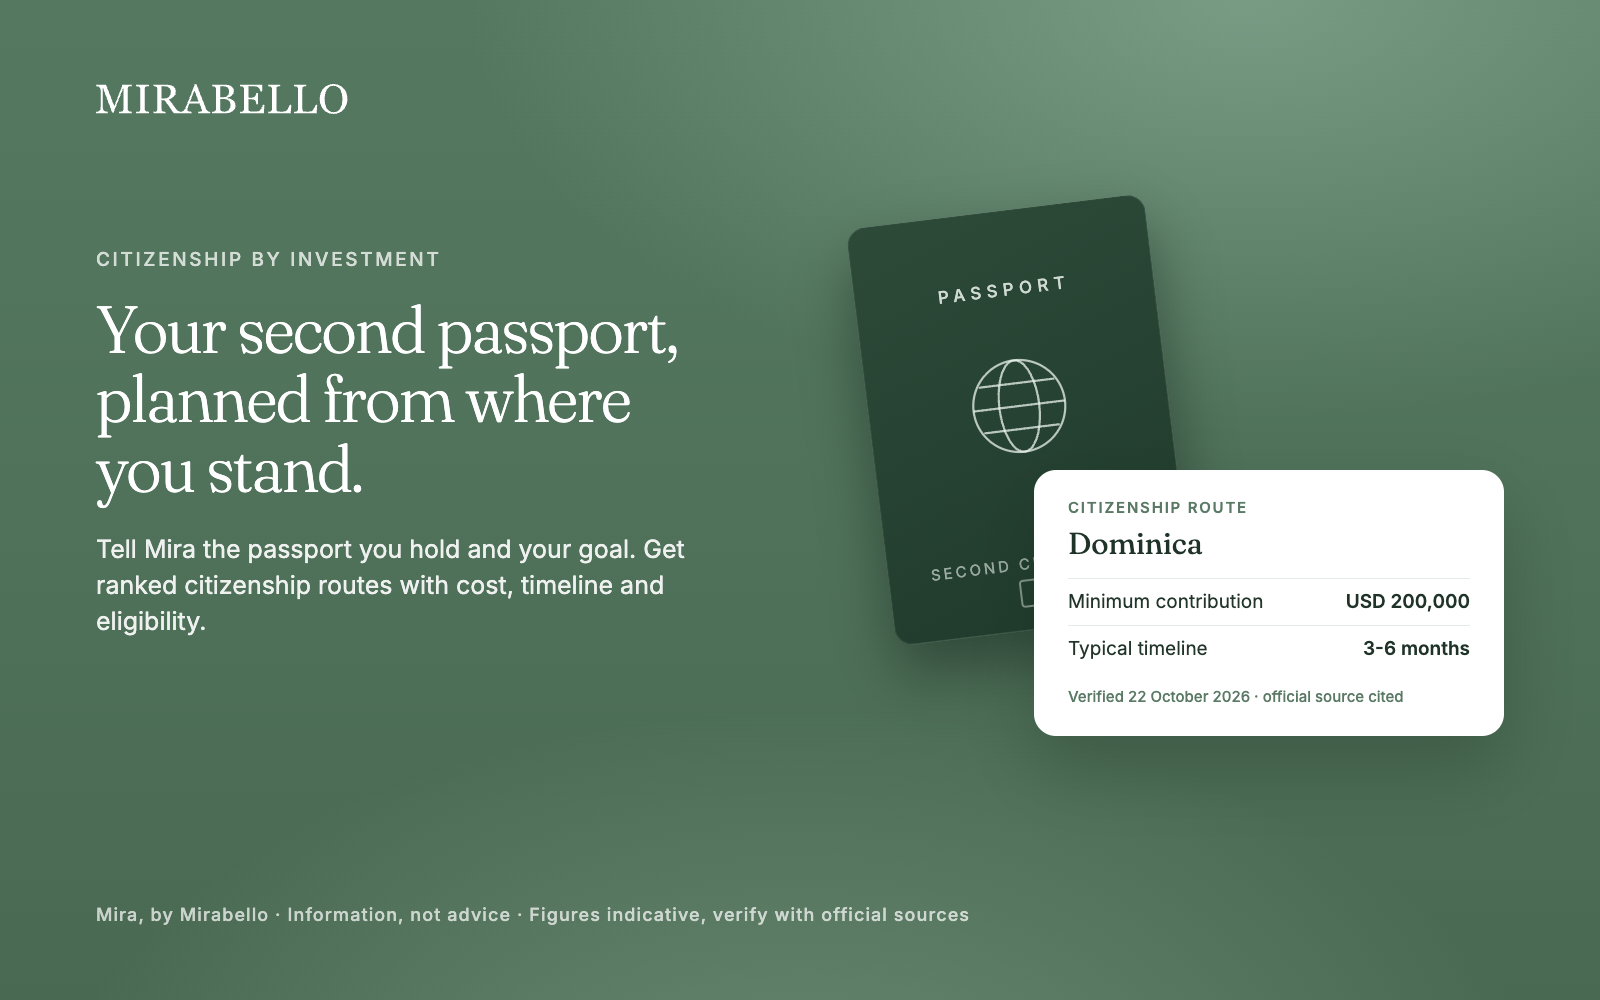 MIRABELLO
CITIZENSHIP BY INVESTMENT
Your second passport,
planned from where
you stand.
Tell Mira the passport you hold and your goal. Get
ranked citizenship routes with cost, timeline and
eligibility.
PASSPORT
SECOND
CITIZENSHIP ROUTE
Dominica
Minimum contribution USD 200,000
Typical timeline 3-6 months
Verified 22 October 2026 · official source cited
Mira, by Mirabello · Information, not advice · Figures indicative, verify with official sources